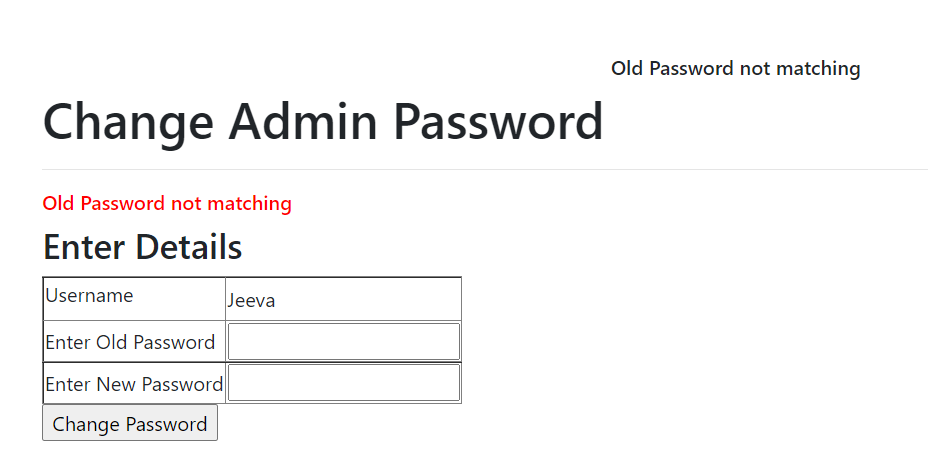 Old Password not matching
Change Admin Password
Old Password not matching
Enter Details
Username Jeeva
Enter Old Password
Enter New Password
Change Password